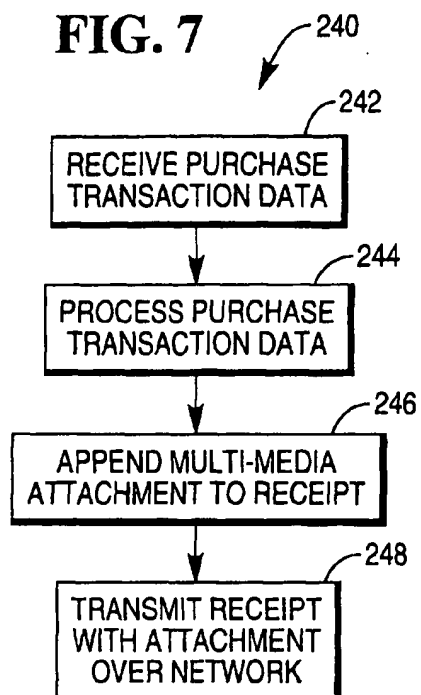 FIG. 7
240
242
RECEIVE PURCHASE
TRANSACTION DATA
244
PROCESS PURCHASE
TRANSACTION DATA
246
APPEND MULTI-MEDIA
ATTACHMENT TO RECEIPT
248
TRANSMIT RECEIPT
WITH ATTACHMENT
OVER NETWORK